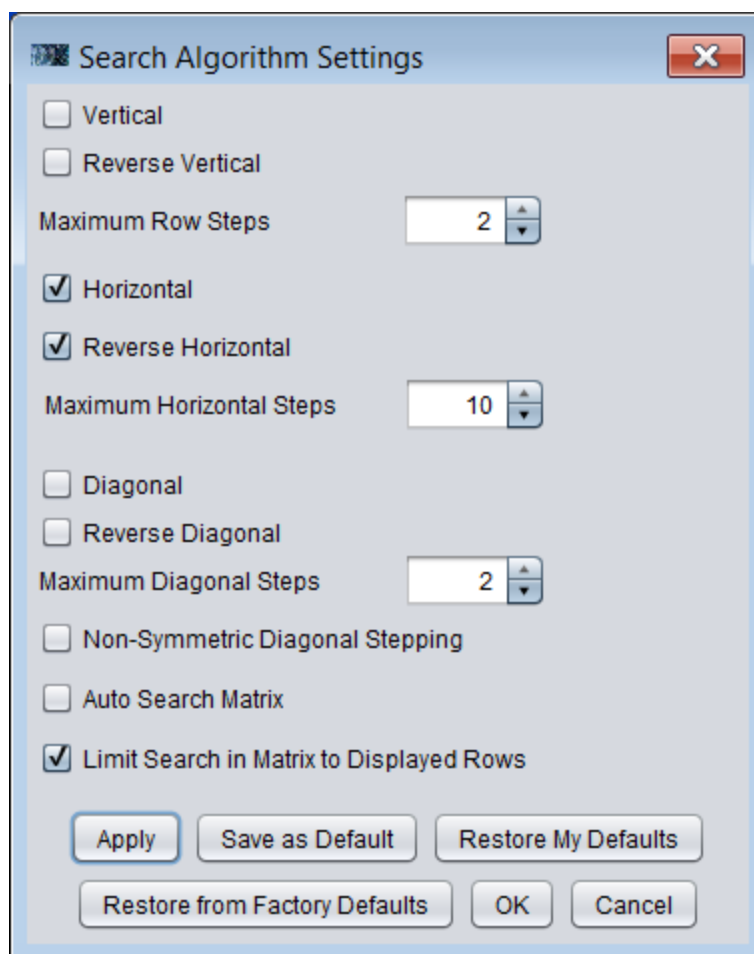 Search Algorithm Settings
Vertical
Reverse Vertical
Maximum Row Steps 2
Horizontal
Reverse Horizontal
Maximum Horizontal Steps 10
Diagonal
Reverse Diagonal
Maximum Diagonal Steps 2
Non-Symmetric Diagonal Stepping
Auto Search Matrix
Limit Search in Matrix to Displayed Rows
Apply Save as Default Restore My Defaults
Restore from Factory Defaults OK Cancel